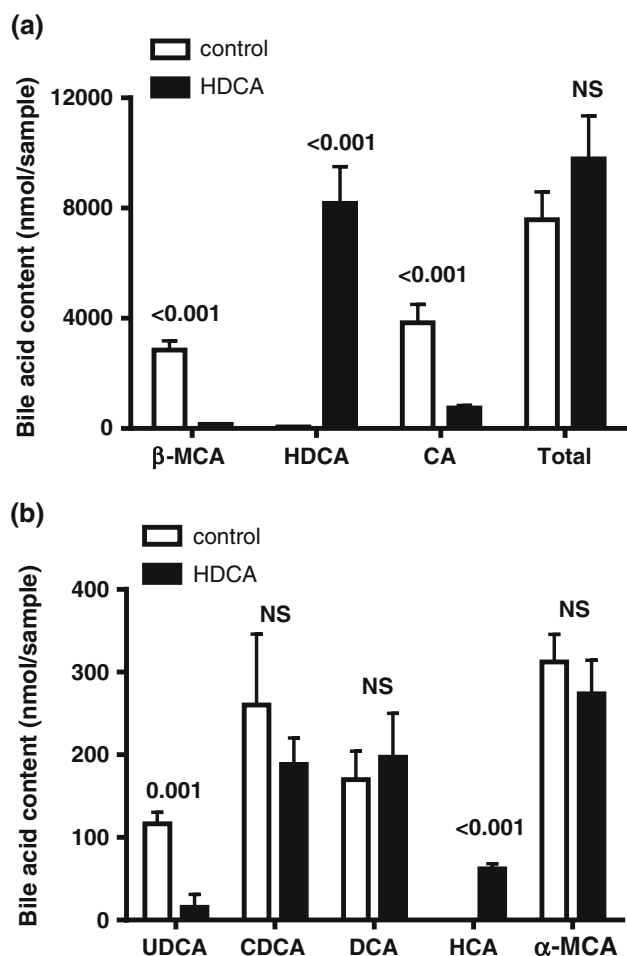 (a)
control
HDCA
Bile acid content (nmol/sample)
12000
8000
4000
0
<0.001
<0.001
<0.001
NS
β-MCA HDCA CA Total
(b)
control
HDCA
Bile acid content (nmol/sample)
400
300
200
100
0
0.001
NS
NS
<0.001
NS
UDCA CDCA DCA HCA α-MCA